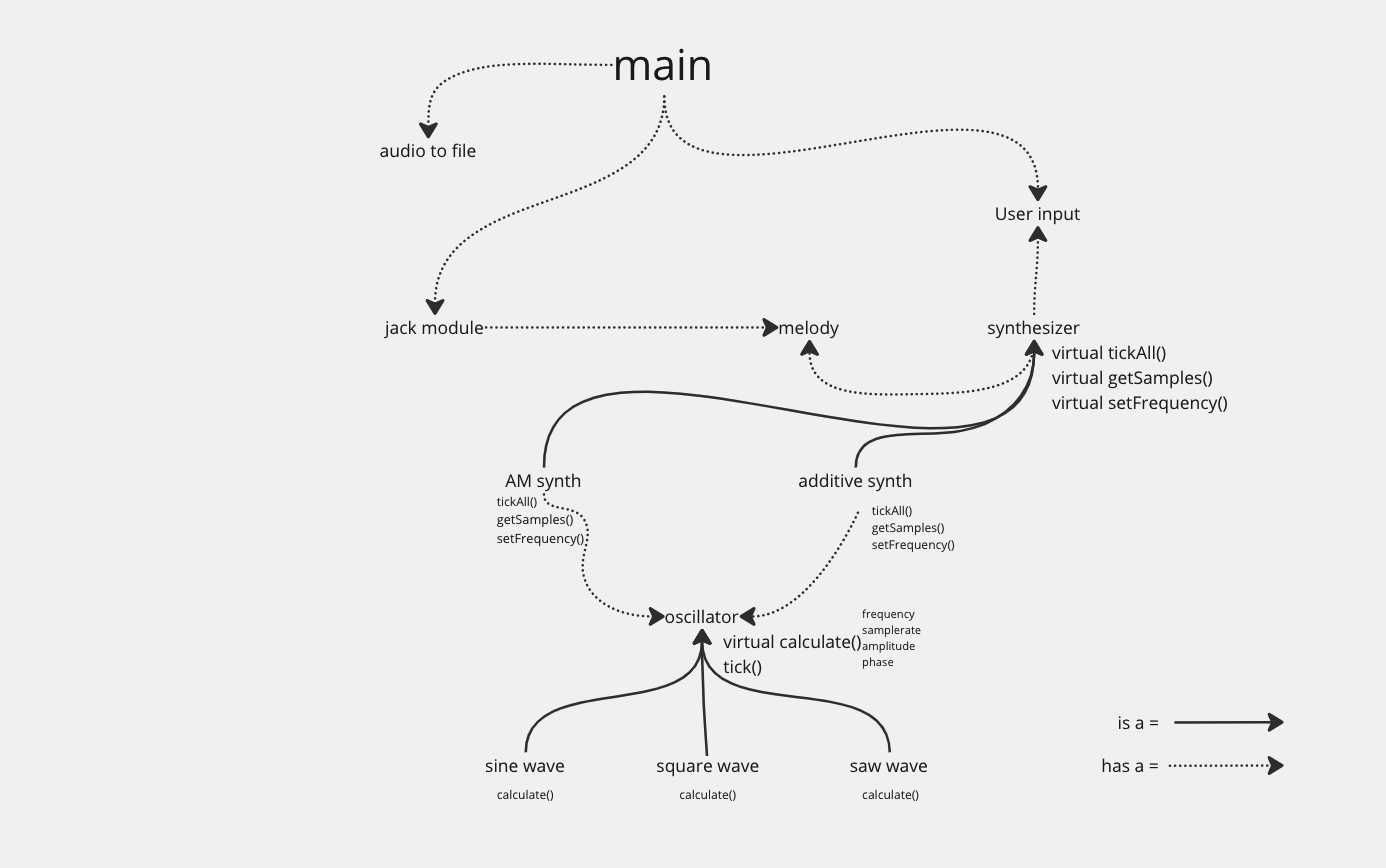 main
audio to file
User input
jack module
melody
synthesizer
virtual tickAll()
virtual getSamples()
virtual setFrequency()
AM synth
tickAll()
getSamples()
setFrequency()
additive synth
tickAll()
getSamples()
setFrequency()
oscillator
virtual calculate()
tick()
frequency
samplerate
amplitude
phase
sine wave
calculate()
square wave
calculate()
saw wave
calculate()
is a =
has a =